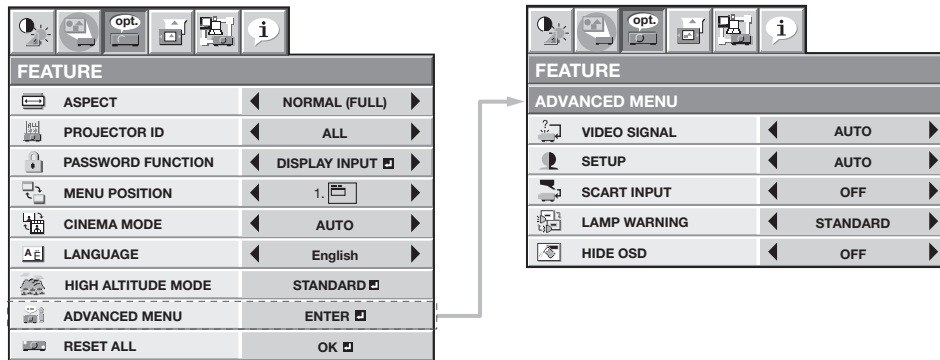 opt.
i
FEATURE
ASPECT NORMAL (FULL)
PROJECTOR ID ALL
PASSWORD FUNCTION DISPLAY INPUT
MENU POSITION 1.
CINEMA MODE AUTO
A É LANGUAGE English
HIGH ALTITUDE MODE STANDARD
ADVANCED MENU ENTER
RESET ALL OK
opt.
i
FEATURE
ADVANCED MENU
? VIDEO SIGNAL AUTO
SETUP AUTO
SCART INPUT OFF
LAMP WARNING STANDARD
HIDE OSD OFF